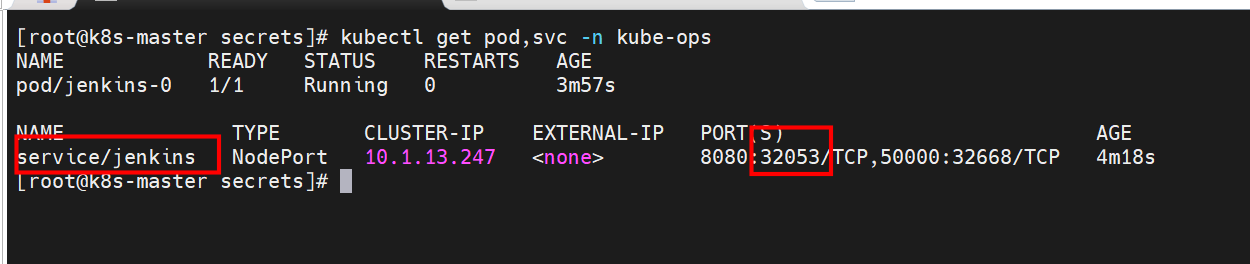 [root@k8s-master secrets]# kubectl get pod,svc -n kube-ops
NAME READY STATUS RESTARTS AGE
pod/jenkins-0 1/1 Running 0 3m57s
NAME TYPE CLUSTER-IP EXTERNAL-IP PORT(S) AGE
service/jenkins NodePort 10.1.13.247 <none> 8080:32053/TCP,50000:32668/TCP 4m18s
[root@k8s-master secrets]#